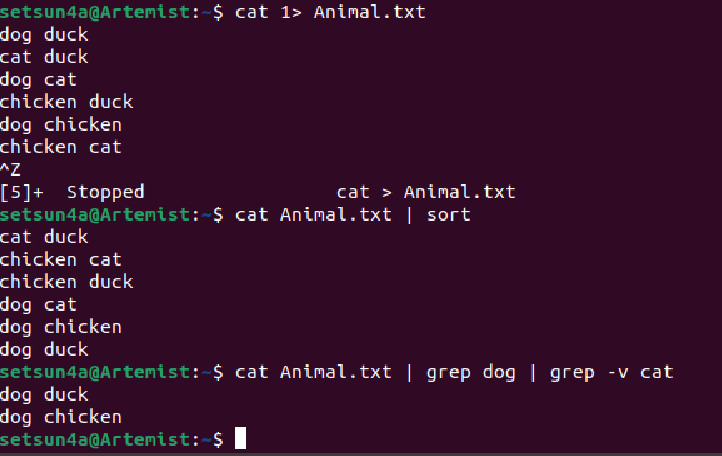 setsun4a@Artemist:~$ cat 1> Animal.txt
dog duck
cat duck
dog cat
chicken duck
dog chicken
chicken cat
^Z
[5]+  Stopped                 cat > Animal.txt
setsun4a@Artemist:~$ cat Animal.txt | sort
cat duck
chicken cat
chicken duck
dog cat
dog chicken
dog duck
setsun4a@Artemist:~$ cat Animal.txt | grep dog | grep -v cat
dog duck
dog chicken
setsun4a@Artemist:~$